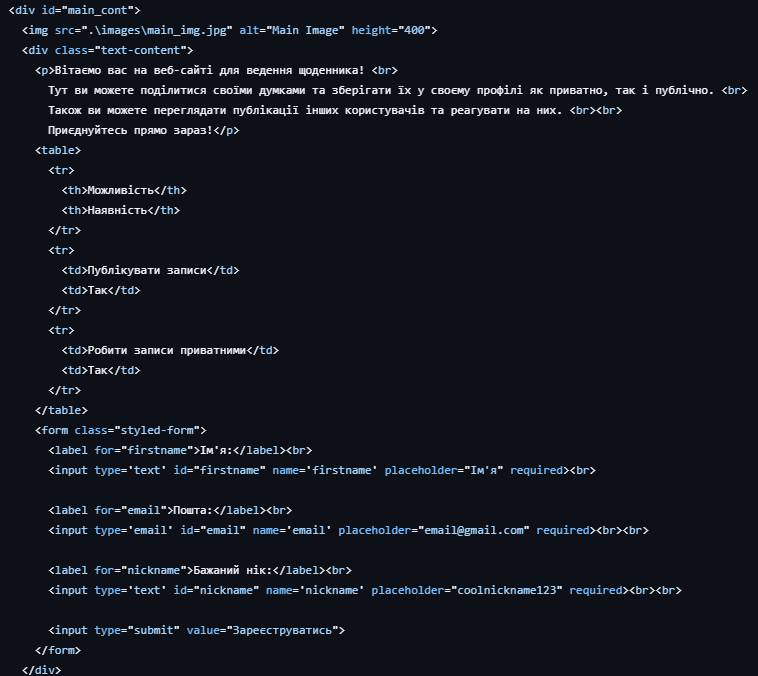 <div id="main_cont">
<img src=".\images\main_img.jpg" alt="Main Image" height="400">
<div class="text-content">
<p>Вітаємо вас на веб-сайті для ведення щоденника! <br>
Тут ви можете поділитися своїми думками та зберігати їх у своєму профілі як приватно, так і публічно. <br>
Також ви можете переглядати публікації інших користувачів та реагувати на них. <br><br>
Приєднуйтесь прямо зараз!</p>
<table>
<tr>
<th>Можливість</th>
<th>Наявність</th>
</tr>
<tr>
<td>Публікувати записи</td>
<td>Так</td>
</tr>
<tr>
<td>Робити записи приватними</td>
<td>Так</td>
</tr>
</table>
<form class="styled-form">
<label for="firstname">Ім'я:</label><br>
<input type='text' id="firstname" name='firstname' placeholder="Ім'я" required><br>
<label for="email">Пошта:</label><br>
<input type='email' id="email" name='email' placeholder="email@gmail.com" required><br><br>
<label for="nickname">Бажаний нік:</label><br>
<input type='text' id="nickname" name='nickname' placeholder="coolnickname123" required><br><br>
<input type="submit" value="Зареєструватись">
</form>
</div>